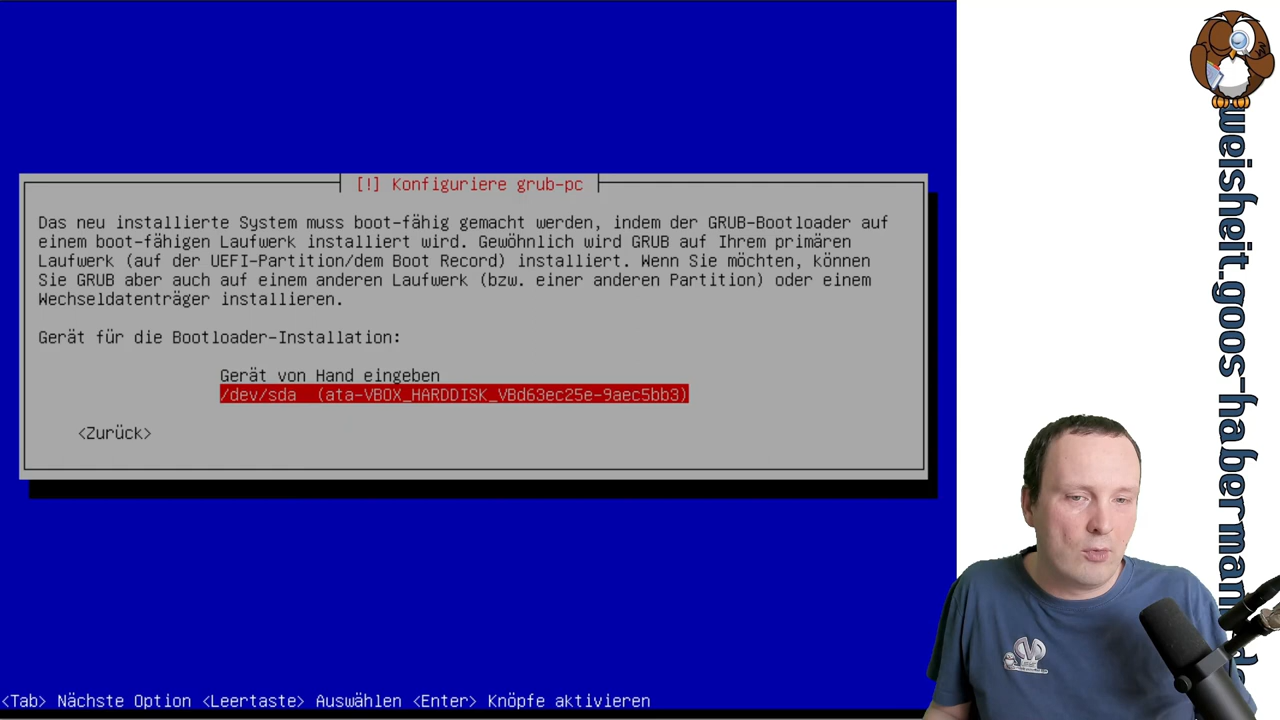 [!] Konfiguriere grub-pc
Das neu installierte System muss boot-fähig gemacht werden, indem der GRUB-Bootloader auf
einem boot-fähigen Laufwerk installiert wird. Gewöhnlich wird GRUB auf Ihrem primären
Laufwerk (auf der UEFI-Partition/dem Boot Record) installiert. Wenn Sie möchten, können
Sie GRUB aber auch auf einem anderen Laufwerk (bzw. einer anderen Partition) oder einem
Wechseldatenträger installieren.
Gerät für die Bootloader-Installation:
Gerät von Hand eingeben
/dev/sda  (ata-VBOX_HARDDISK_VBd63ec25e-9aec5bb3)
<Zurück>
<Tab> Nächste Option <Leertaste> Auswählen <Enter> Knöpfe aktivieren
weisheit.goos-habermann.de